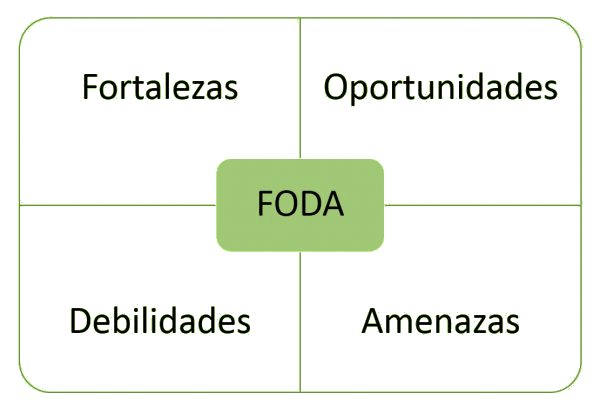 Fortalezas
Oportunidades
FODA
Debilidades
Amenazas